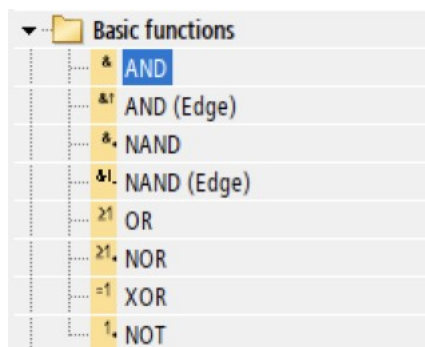 Basic functions
& AND
&↑ AND (Edge)
& NAND
&↓ NAND (Edge)
≥1 OR
≥1 NOR
=1 XOR
1 NOT